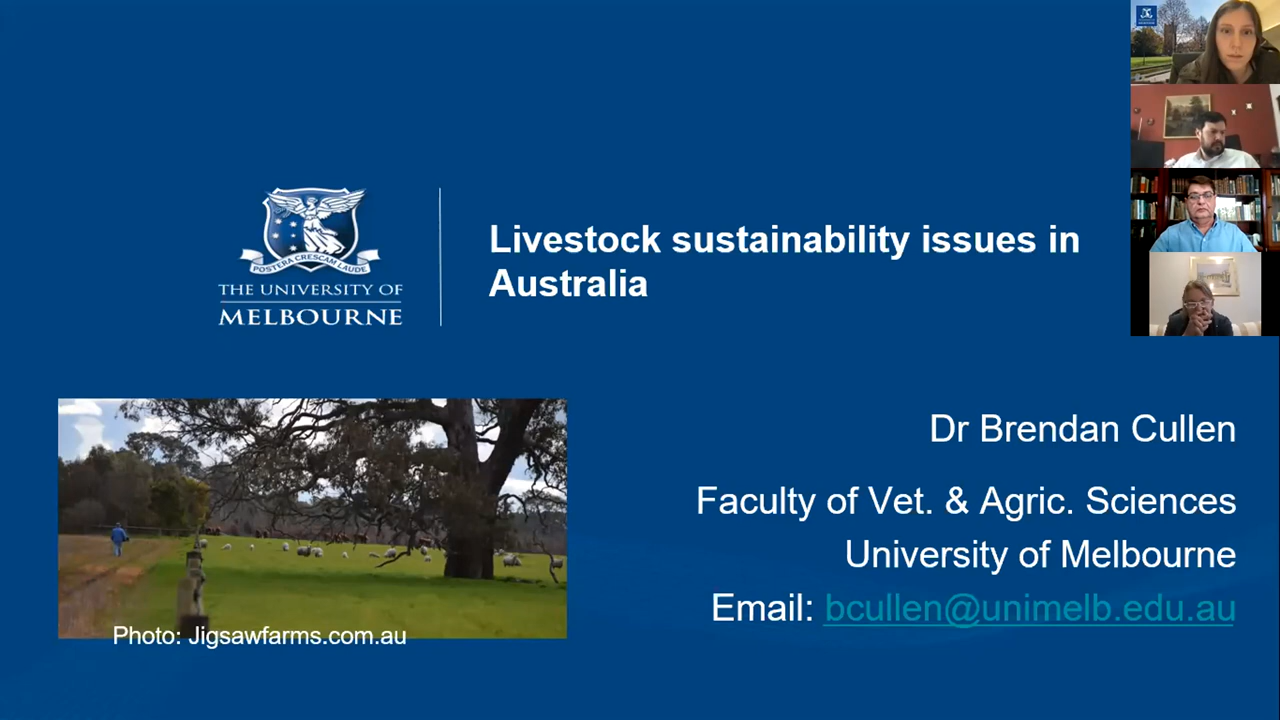 POSTERA CRESCAM LAUDE
THE UNIVERSITY OF
MELBOURNE
Livestock sustainability issues in
Australia
Photo: Jigsawfarms.com.au
Dr Brendan Cullen
Faculty of Vet. & Agric. Sciences
University of Melbourne
Email: bcullen@unimelb.edu.au